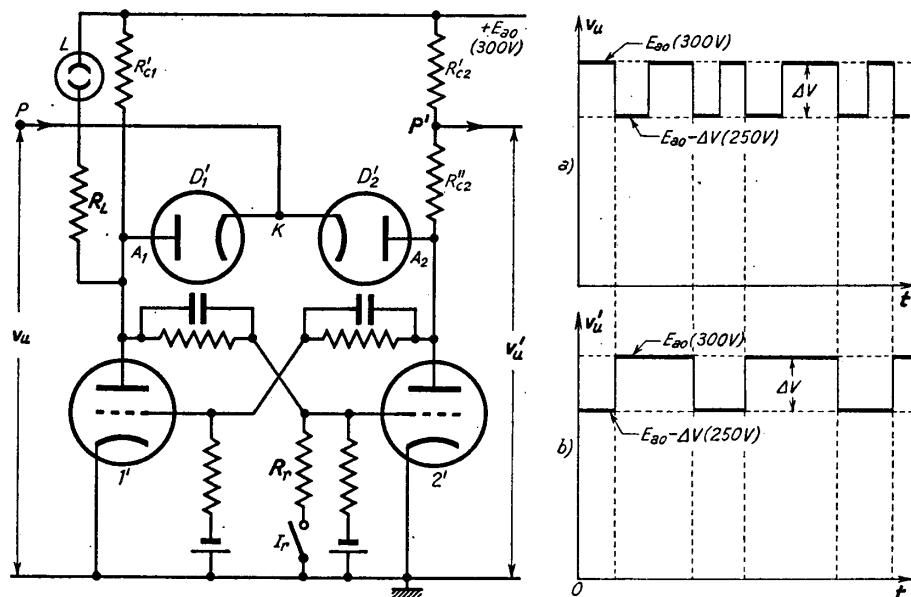 +Eao
(300V)
L
R'c1
R'c2
P
P'
D'1
D'2
R"c2
RL
A1
K
A2
vu
v'u
1'
Rr
2'
Ir
vu
Eao(300V)
ΔV
Eao-ΔV(250V)
a)
t
v'u
Eao(300V)
ΔV
Eao-ΔV(250V)
b)
0
t